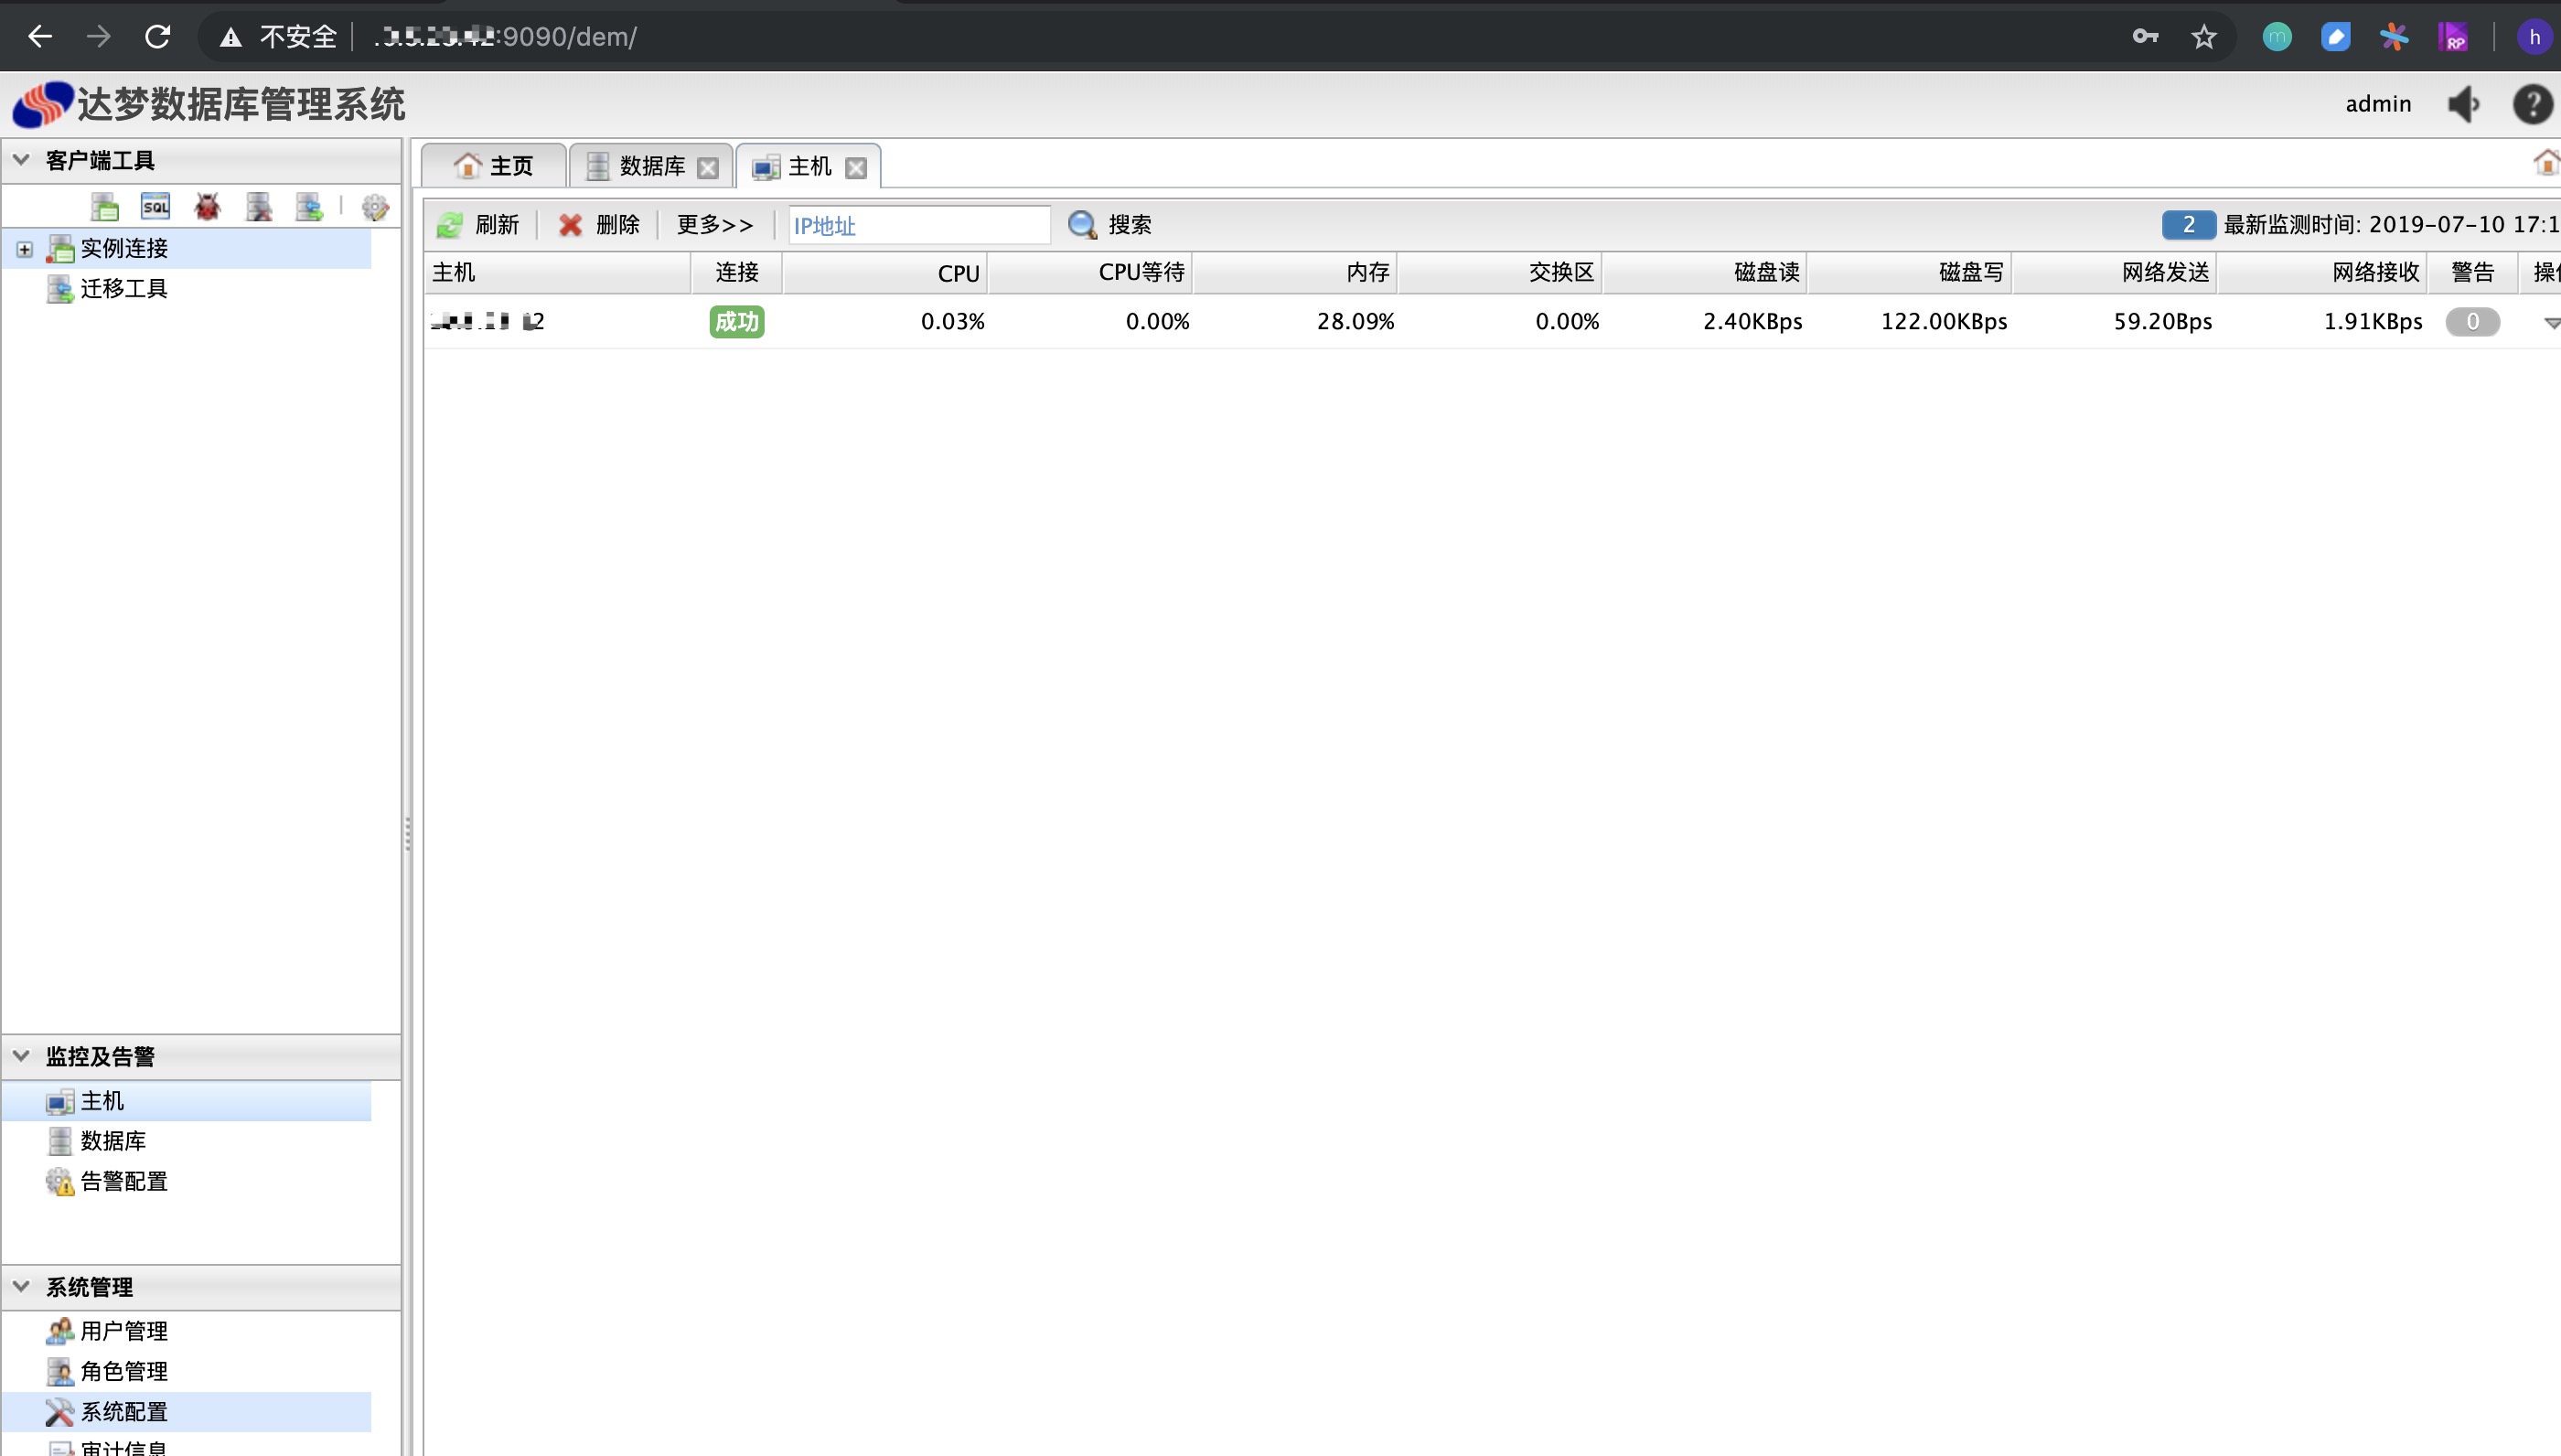 不安全 :9090/dem/
h
达梦数据库管理系统
admin
客户端工具
SQL
实例连接
迁移工具
主页 数据库 主机
刷新 删除 更多>> IP地址 搜索 2 最新监测时间: 2019-07-10 17:1
主机 连接 CPU CPU等待 内存 交换区 磁盘读 磁盘写 网络发送 网络接收 警告
成功 0.03% 0.00% 28.09% 0.00% 2.40KBps 122.00KBps 59.20Bps 1.91KBps 0
监控及告警
主机
数据库
告警配置
系统管理
用户管理
角色管理
系统配置
审计信息